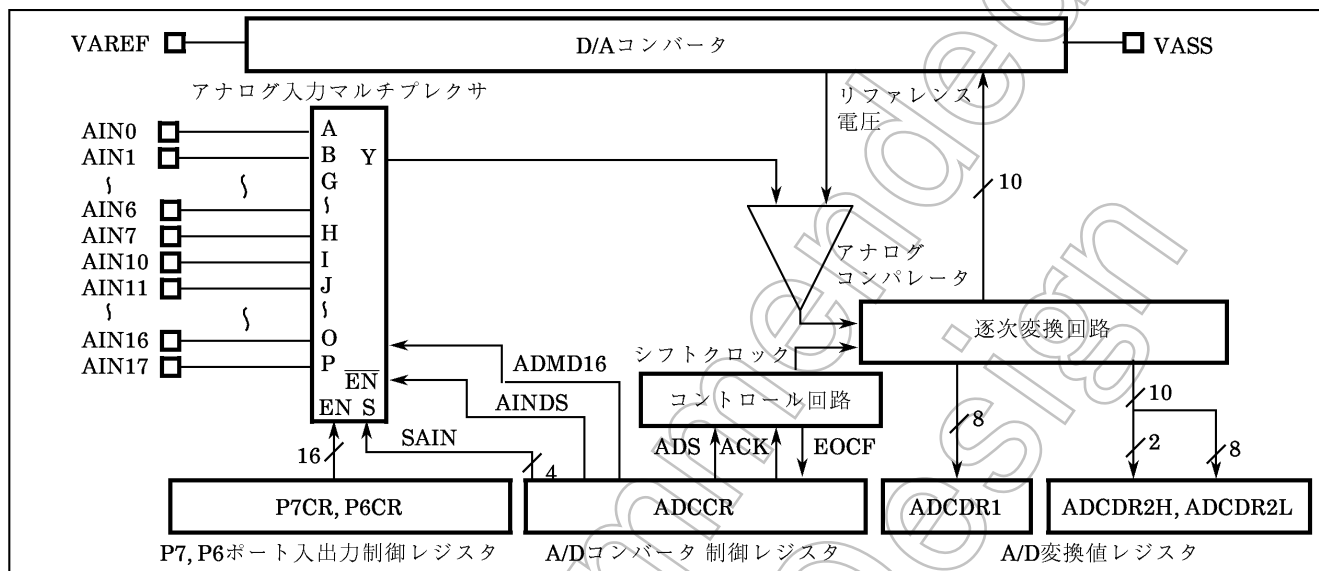 VAREF
D/Aコンバータ
VASS
アナログ入力マルチプレクサ
リファレンス
電圧
AIN0
AIN1
AIN6
AIN7
AIN10
AIN11
AIN16
AIN17
A
B
G
H
I
J
O
P
Y
EN
EN S
10
アナログ
コンパレータ
逐次変換回路
シフトクロック
コントロール回路
ADMD16
AINDS
SAIN
16
4
ADS
ACK
EOCF
8
10
2
8
P7CR, P6CR
ADCCR
ADCDR1
ADCDR2H, ADCDR2L
P7, P6ポート入出力制御レジスタ
A/Dコンバータ 制御レジスタ
A/D変換値レジスタ